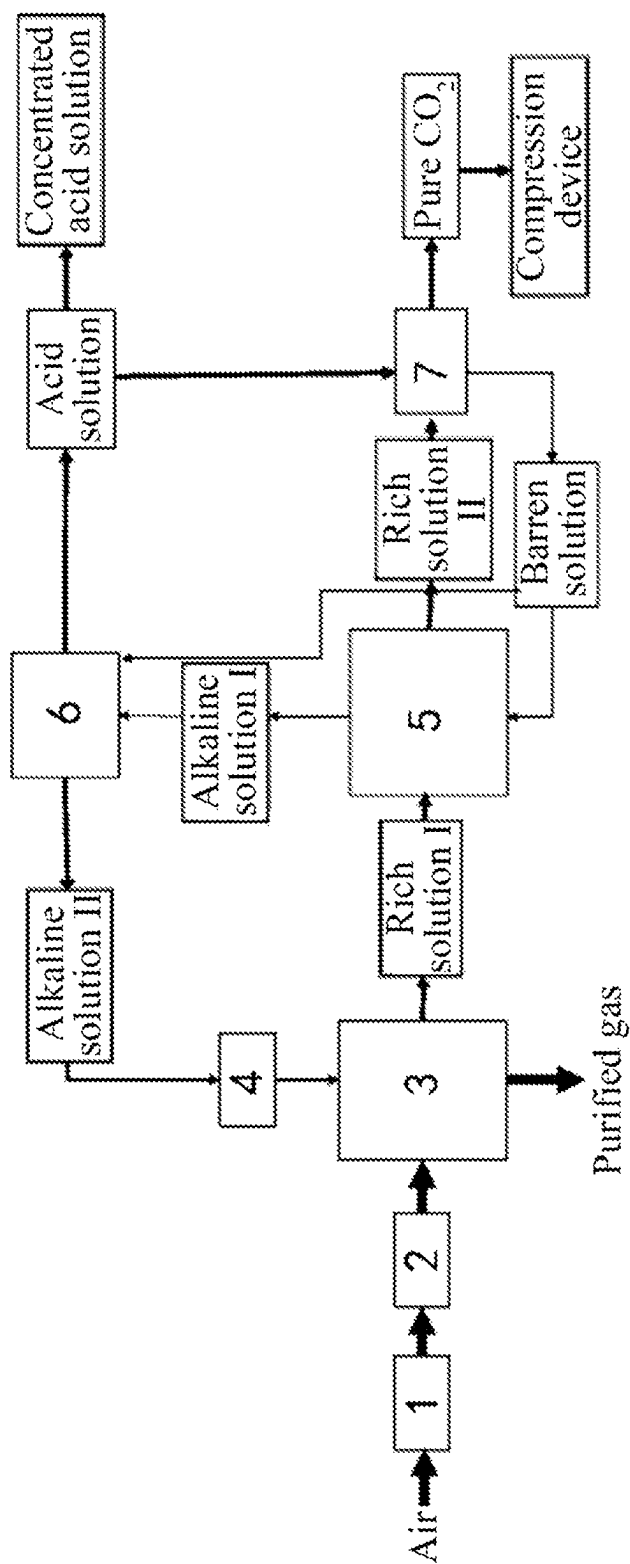 Air
1
2
3
Purified gas
4
Alkaline
solution II
Rich
solution I
5
Alkaline
solution I
6
Rich
solution
II
Barren
solution
7
Acid
solution
Concentrated
acid solution
Pure CO₂
Compression
device